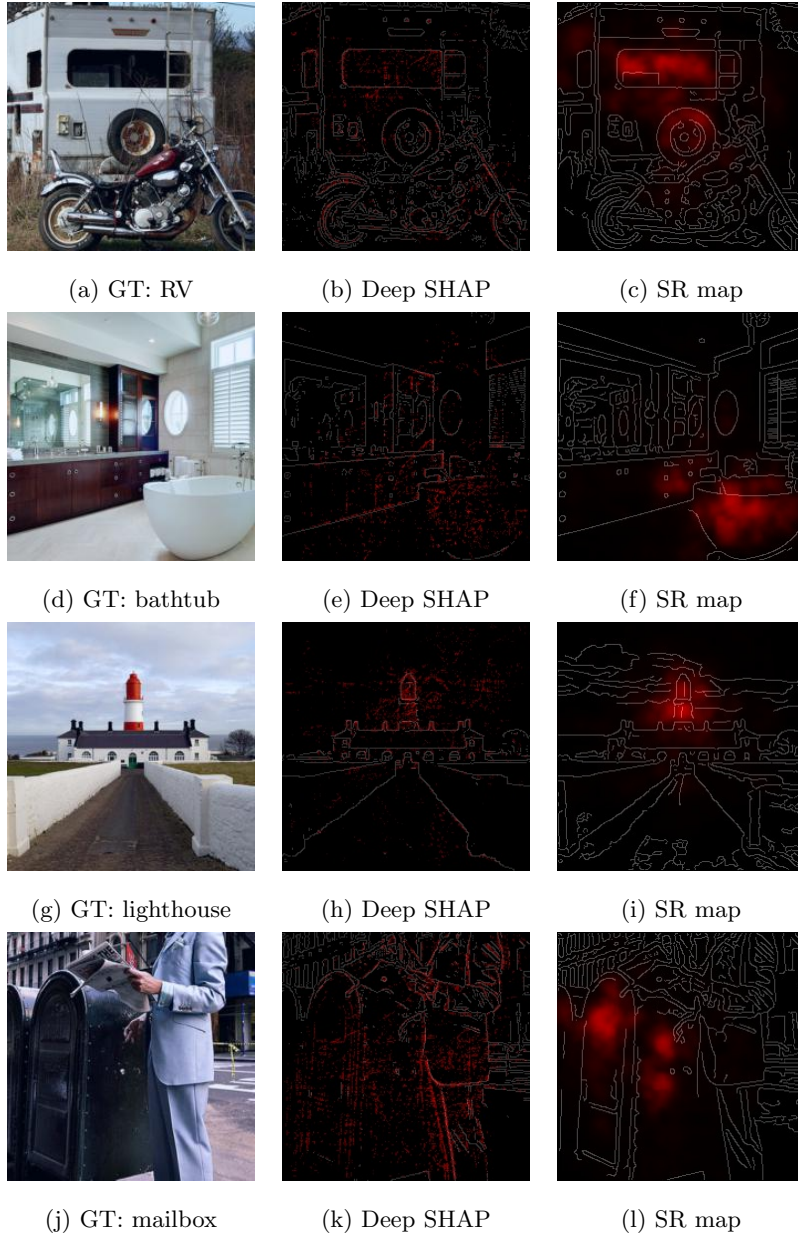 (a) GT: RV
(b) Deep SHAP
(c) SR map
(d) GT: bathtub
(e) Deep SHAP
(f) SR map
(g) GT: lighthouse
(h) Deep SHAP
(i) SR map
(j) GT: mailbox
(k) Deep SHAP
(l) SR map